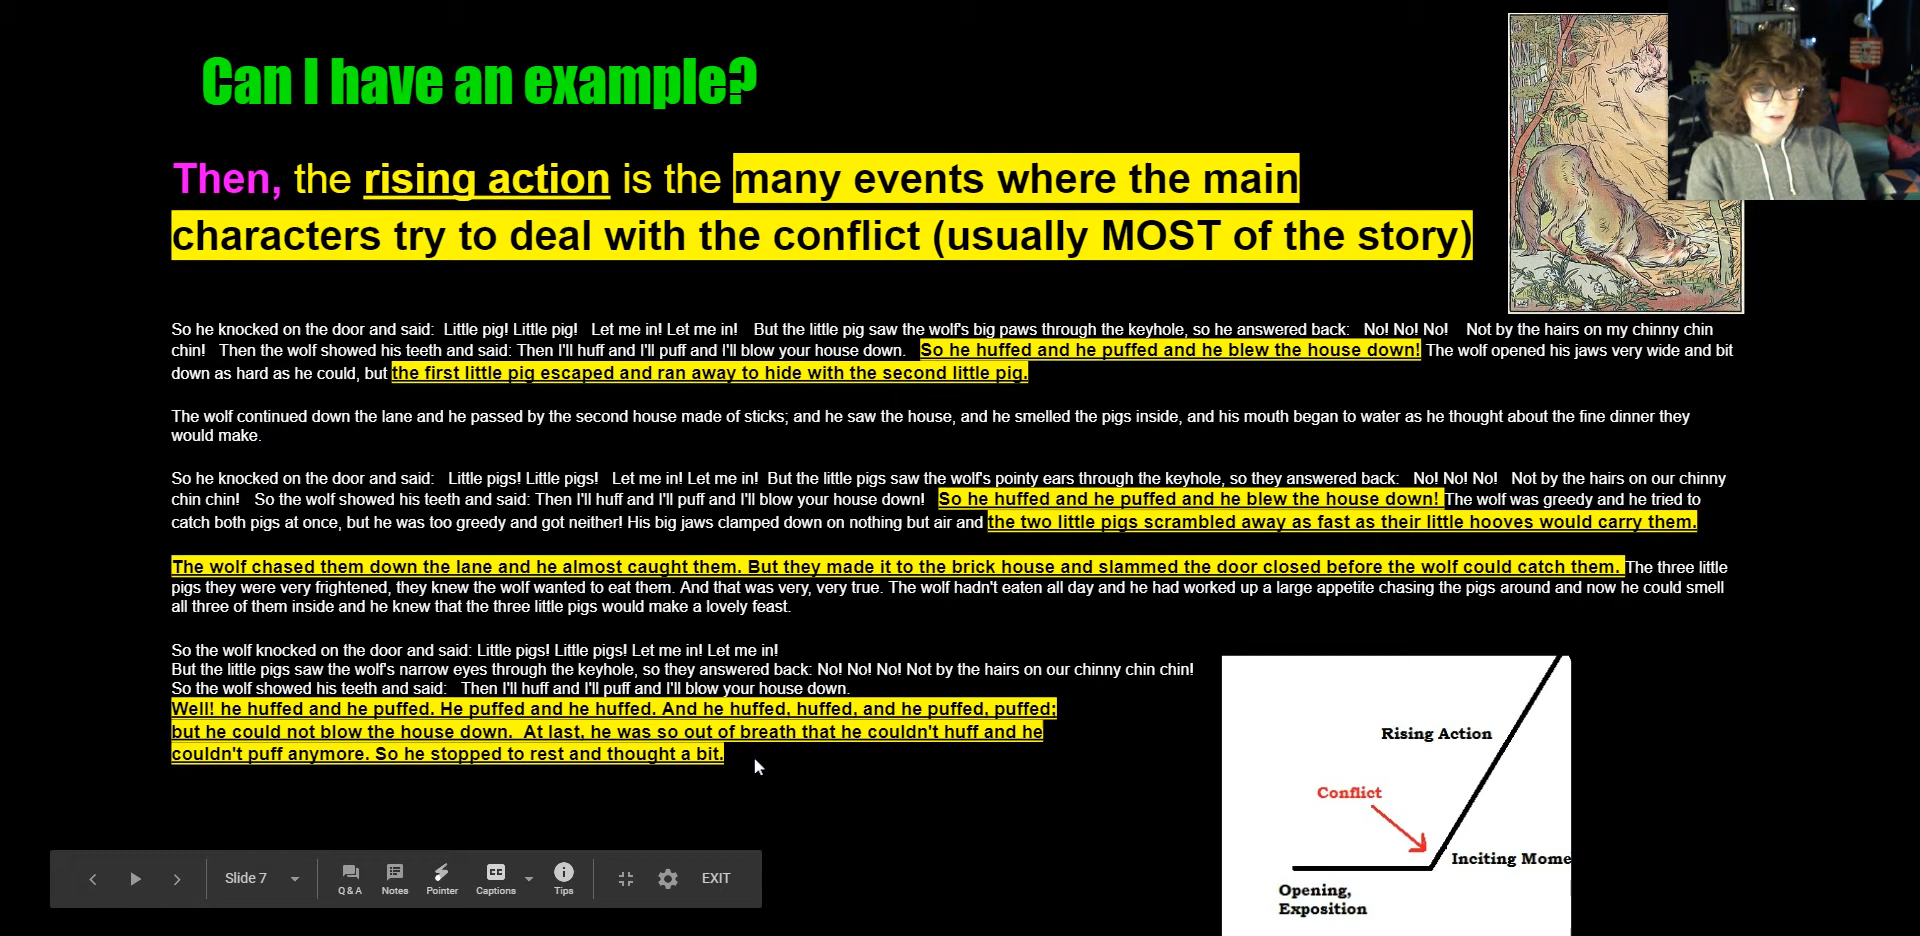 Can I have an example?
Then, the rising action is the many events where the main
characters try to deal with the conflict (usually MOST of the story)
So he knocked on the door and said: Little pig! Little pig! Let me in! Let me in! But the little pig saw the wolf's big paws through the keyhole, so he answered back: No! No! No! Not by the hairs on my chinny chin
chin! Then the wolf showed his teeth and said: Then I'll huff and I'll puff and I'll blow your house down. So he huffed and he puffed and he blew the house down! The wolf opened his jaws very wide and bit
down as hard as he could, but the first little pig escaped and ran away to hide with the second little pig.
The wolf continued down the lane and he passed by the second house made of sticks; and he saw the house, and he smelled the pigs inside, and his mouth began to water as he thought about the fine dinner they
would make.
So he knocked on the door and said: Little pigs! Little pigs! Let me in! Let me in! But the little pigs saw the wolf's pointy ears through the keyhole, so they answered back: No! No! No! Not by the hairs on our chinny
chin chin! So the wolf showed his teeth and said: Then I'll huff and I'll puff and I'll blow your house down! So he huffed and he puffed and he blew the house down! The wolf was greedy and he tried to
catch both pigs at once, but he was too greedy and got neither! His big jaws clamped down on nothing but air and the two little pigs scrambled away as fast as their little hooves would carry them.
The wolf chased them down the lane and he almost caught them. But they made it to the brick house and slammed the door closed before the wolf could catch them. The three little
pigs they were very frightened, they knew the wolf wanted to eat them. And that was very, very true. The wolf hadn't eaten all day and he had worked up a large appetite chasing the pigs around and now he could smell
all three of them inside and he knew that the three little pigs would make a lovely feast.
So the wolf knocked on the door and said: Little pigs! Little pigs! Let me in! Let me in!
But the little pigs saw the wolf's narrow eyes through the keyhole, so they answered back: No! No! No! Not by the hairs on our chinny chin chin!
So the wolf showed his teeth and said: Then I'll huff and I'll puff and I'll blow your house down.
Well! he huffed and he puffed. He puffed and he huffed. And he huffed, huffed, and he puffed, puffed;
but he could not blow the house down. At last, he was so out of breath that he couldn't huff and he
couldn't puff anymore. So he stopped to rest and thought a bit.
Rising Action
Conflict
Inciting Mome
Opening,
Exposition
Slide 7
Q&A
Notes
Pointer
CC
Captions
Tips
EXIT